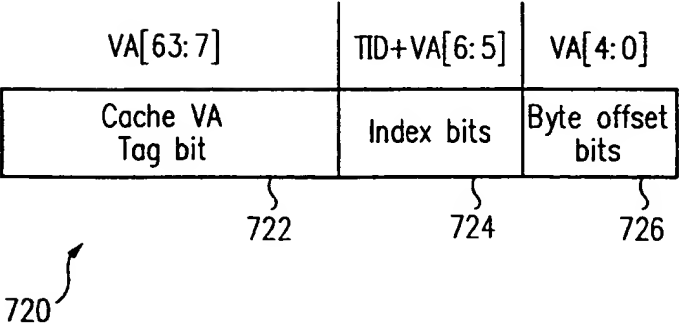 VA[63:7] TID+VA[6:5] VA[4:0]
Cache VA
Tag bit
Index bits
Byte offset
bits
722 724 726
720